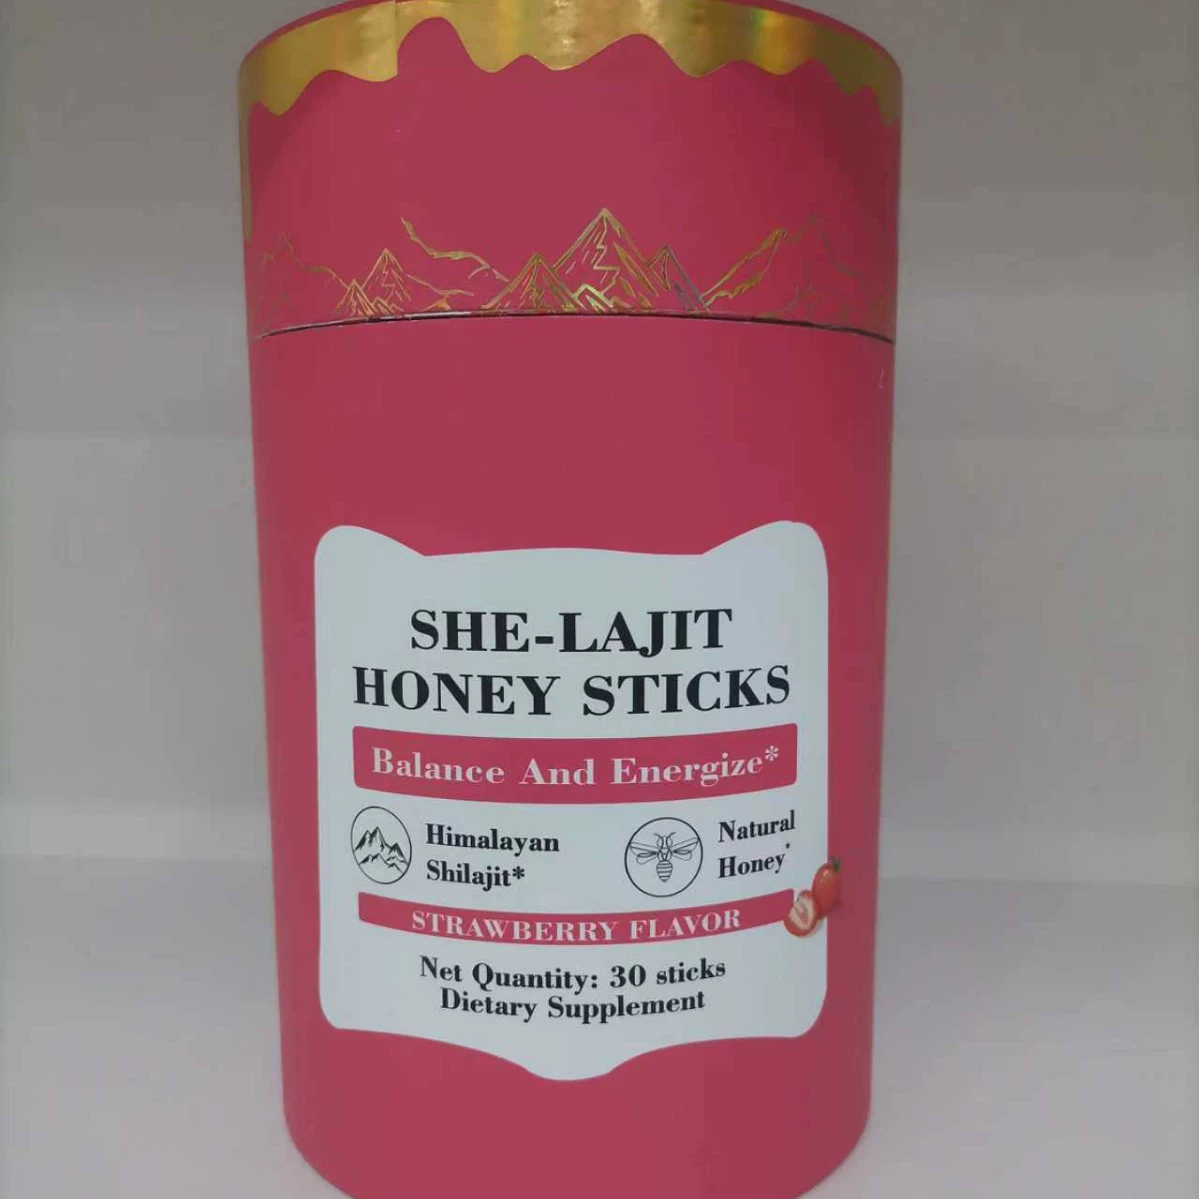 SHE-LAJIT
HONEY STICKS
Balance And Energize*
Himalayan
Shilajit*
Natural
Honey*
STRAWBERRY FLAVOR
Net Quantity: 30 sticks
Dietary Supplement